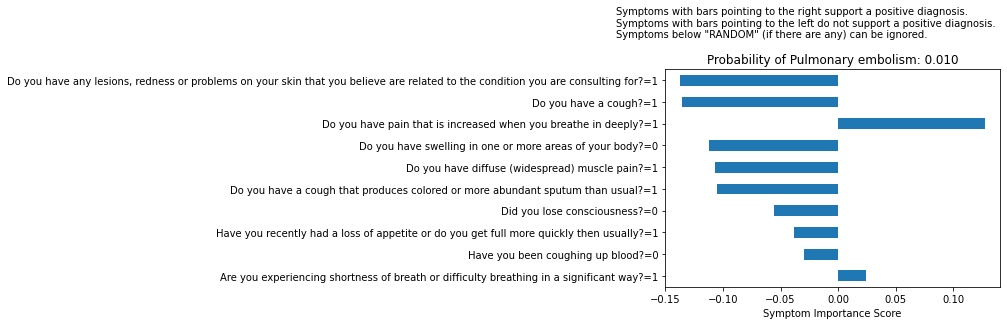 Symptoms with bars pointing to the right support a positive diagnosis.
Symptoms with bars pointing to the left do not support a positive diagnosis.
Symptoms below "RANDOM" (if there are any) can be ignored.
Probability of Pulmonary embolism: 0.010
Do you have any lesions, redness or problems on your skin that you believe are related to the condition you are consulting for?=1
Do you have a cough?=1
Do you have pain that is increased when you breathe in deeply?=1
Do you have swelling in one or more areas of your body?=0
Do you have diffuse (widespread) muscle pain?=1
Do you have a cough that produces colored or more abundant sputum than usual?=1
Did you lose consciousness?=0
Have you recently had a loss of appetite or do you get full more quickly then usually?=1
Have you been coughing up blood?=0
Are you experiencing shortness of breath or difficulty breathing in a significant way?=1
−0.15 −0.10 −0.05 0.00 0.05 0.10
Symptom Importance Score